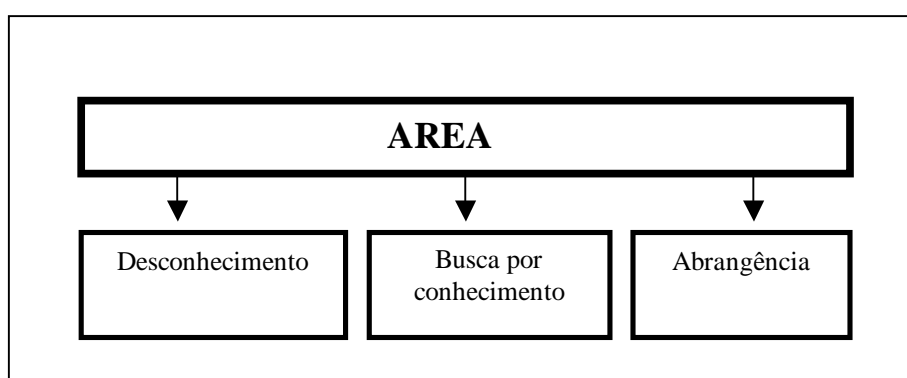 AREA
Desconhecimento
Busca por
conhecimento
Abrangência